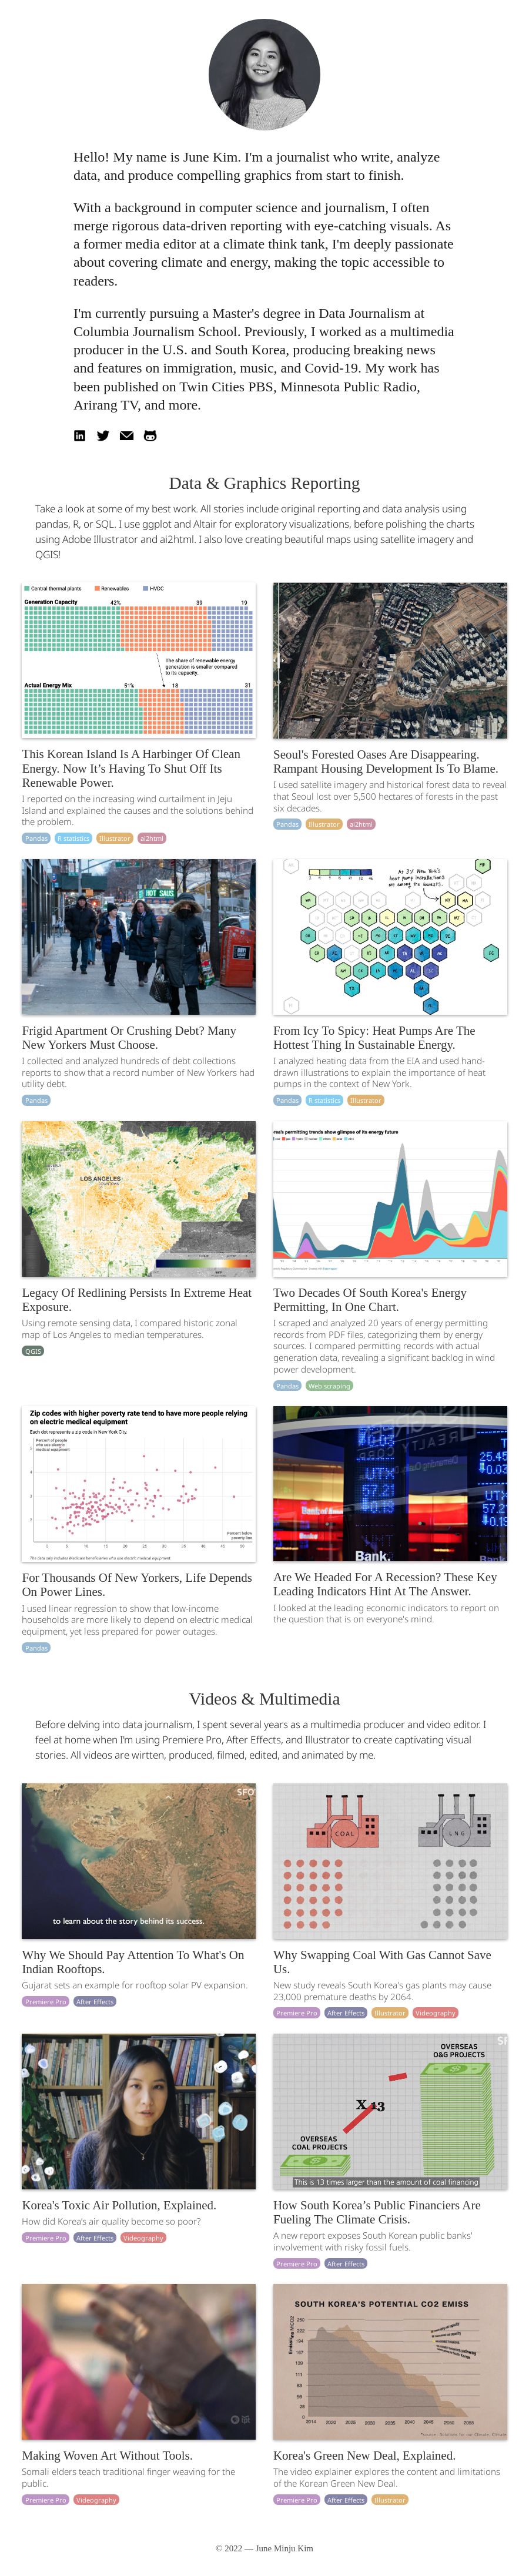 Hello! My name is June Kim. I'm a journalist who write, analyze
data, and produce compelling graphics from start to finish.
With a background in computer science and journalism, I often
merge rigorous data-driven reporting with eye-catching visuals. As
a former media editor at a climate think tank, I'm deeply passionate
about covering climate and energy, making the topic accessible to
readers.
I'm currently pursuing a Master's degree in Data Journalism at
Columbia Journalism School. Previously, I worked as a multimedia
producer in the U.S. and South Korea, producing breaking news
and features on immigration, music, and Covid-19. My work has
been published on Twin Cities PBS, Minnesota Public Radio,
Arirang TV, and more.
Data & Graphics Reporting
Take a look at some of my best work. All stories include original reporting and data analysis using
pandas, R, or SQL. I use ggplot and Altair for exploratory visualizations, before polishing the charts
using Adobe Illustrator and ai2html. I also love creating beautiful maps using satellite imagery and
QGIS!
Central thermal plants Renewables HVDC
Generation Capacity 42% 39 19
The share of renewable energy
generation is smaller compared
to its capacity.
Actual Energy Mix 51% 18 31
This Korean Island Is A Harbinger Of Clean
Energy. Now It’s Having To Shut Off Its
Renewable Power.
I reported on the increasing wind curtailment in Jeju
Island and explained the causes and the solutions behind
the problem.
Pandas R statistics Illustrator ai2html
Seoul's Forested Oases Are Disappearing.
Rampant Housing Development Is To Blame.
I used satellite imagery and historical forest data to reveal
that Seoul lost over 5,500 hectares of forests in the past
six decades.
Pandas Illustrator ai2html
HOT SAUS
Frigid Apartment Or Crushing Debt? Many
New Yorkers Must Choose.
I collected and analyzed hundreds of debt collections
reports to show that a record number of New Yorkers had
utility debt.
Pandas
At 3% New York's
heat pump installations
are among the lowest.
From Icy To Spicy: Heat Pumps Are The
Hottest Thing In Sustainable Energy.
I analyzed heating data from the EIA and used hand-
drawn illustrations to explain the importance of heat
pumps in the context of New York.
Pandas R statistics Illustrator
LOS ANGELES
Legacy Of Redlining Persists In Extreme Heat
Exposure.
Using remote sensing data, I compared historic zonal
map of Los Angeles to median temperatures.
QGIS
rea's permitting trends show glimpse of its energy future
Two Decades Of South Korea's Energy
Permitting, In One Chart.
I scraped and analyzed 20 years of energy permitting
records from PDF files, categorizing them by energy
sources. I compared permitting records with actual
generation data, revealing a significant backlog in wind
power development.
Pandas Web scraping
Zip codes with higher poverty rate tend to have more people relying
on electric medical equipment
Each dot represents a zip code in New York City.
Percent of people
who use electric
medical equipment
Percent below
poverty line
For Thousands Of New Yorkers, Life Depends
On Power Lines.
I used linear regression to show that low-income
households are more likely to depend on electric medical
equipment, yet less prepared for power outages.
Pandas
UTX
57.21
Bank.
Are We Headed For A Recession? These Key
Leading Indicators Hint At The Answer.
I looked at the leading economic indicators to report on
the question that is on everyone's mind.
Videos & Multimedia
Before delving into data journalism, I spent several years as a multimedia producer and video editor. I
feel at home when I'm using Premiere Pro, After Effects, and Illustrator to create captivating visual
stories. All videos are wirtten, produced, filmed, edited, and animated by me.
SFO
to learn about the story behind its success.
Why We Should Pay Attention To What's On
Indian Rooftops.
Gujarat sets an example for rooftop solar PV expansion.
Premiere Pro After Effects
COAL LNG
Why Swapping Coal With Gas Cannot Save
Us.
New study reveals South Korea's gas plants may cause
23,000 premature deaths by 2064.
Premiere Pro After Effects Illustrator Videography
Korea's Toxic Air Pollution, Explained.
How did Korea's air quality become so poor?
Premiere Pro After Effects Videography
OVERSEAS
O&G PROJECTS
X 13
OVERSEAS
COAL PROJECTS
This is 13 times larger than the amount of coal financing
How South Korea’s Public Financiers Are
Fueling The Climate Crisis.
A new report exposes South Korean public banks'
involvement with risky fossil fuels.
Premiere Pro After Effects
Making Woven Art Without Tools.
Somali elders teach traditional finger weaving for the
public.
Premiere Pro Videography
SOUTH KOREA'S POTENTIAL CO2 EMISS
Korea's Green New Deal, Explained.
The video explainer explores the content and limitations
of the Korean Green New Deal.
Premiere Pro After Effects Illustrator
© 2022 — June Minju Kim